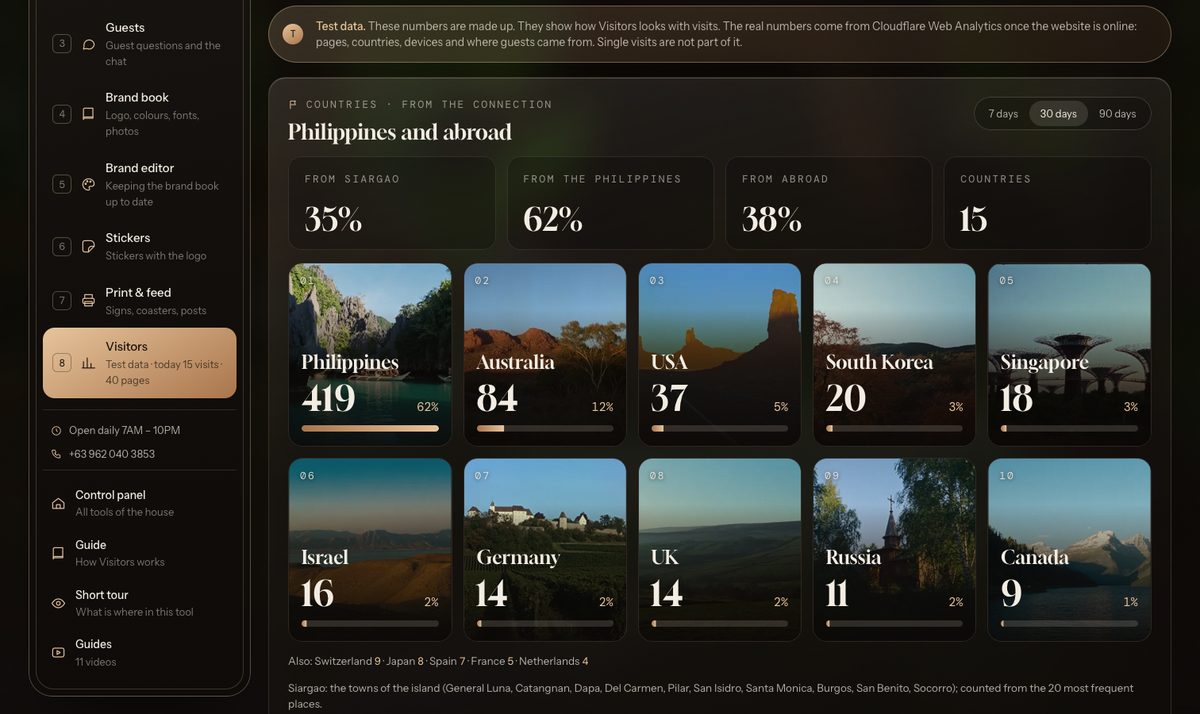 3
Guests
Guest questions and the
chat
4
Brand book
Logo, colours, fonts,
photos
5
Brand editor
Keeping the brand book
up to date
6
Stickers
Stickers with the logo
7
Print & feed
Signs, coasters, posts
8
Visitors
Test data · today 15 visits ·
40 pages
Open daily 7AM – 10PM
+63 962 040 3853
Control panel
All tools of the house
Guide
How Visitors works
Short tour
What is where in this tool
Guides
11 videos
T
Test data. These numbers are made up. They show how Visitors looks with visits. The real numbers come from Cloudflare Web Analytics once the website is online:
pages, countries, devices and where guests came from. Single visits are not part of it.
COUNTRIES · FROM THE CONNECTION
Philippines and abroad
7 days 30 days 90 days
FROM SIARGAO
35%
FROM THE PHILIPPINES
62%
FROM ABROAD
38%
COUNTRIES
15
01
Philippines
419 62%
02
Australia
84 12%
03
USA
37 5%
04
South Korea
20 3%
05
Singapore
18 3%
06
Israel
16 2%
07
Germany
14 2%
08
UK
14 2%
09
Russia
11 2%
10
Canada
9 1%
Also: Switzerland 9 · Japan 8 · Spain 7 · France 5 · Netherlands 4
Siargao: the towns of the island (General Luna, Catangnan, Dapa, Del Carmen, Pilar, San Isidro, Santa Monica, Burgos, San Benito, Socorro); counted from the 20 most frequent
places.